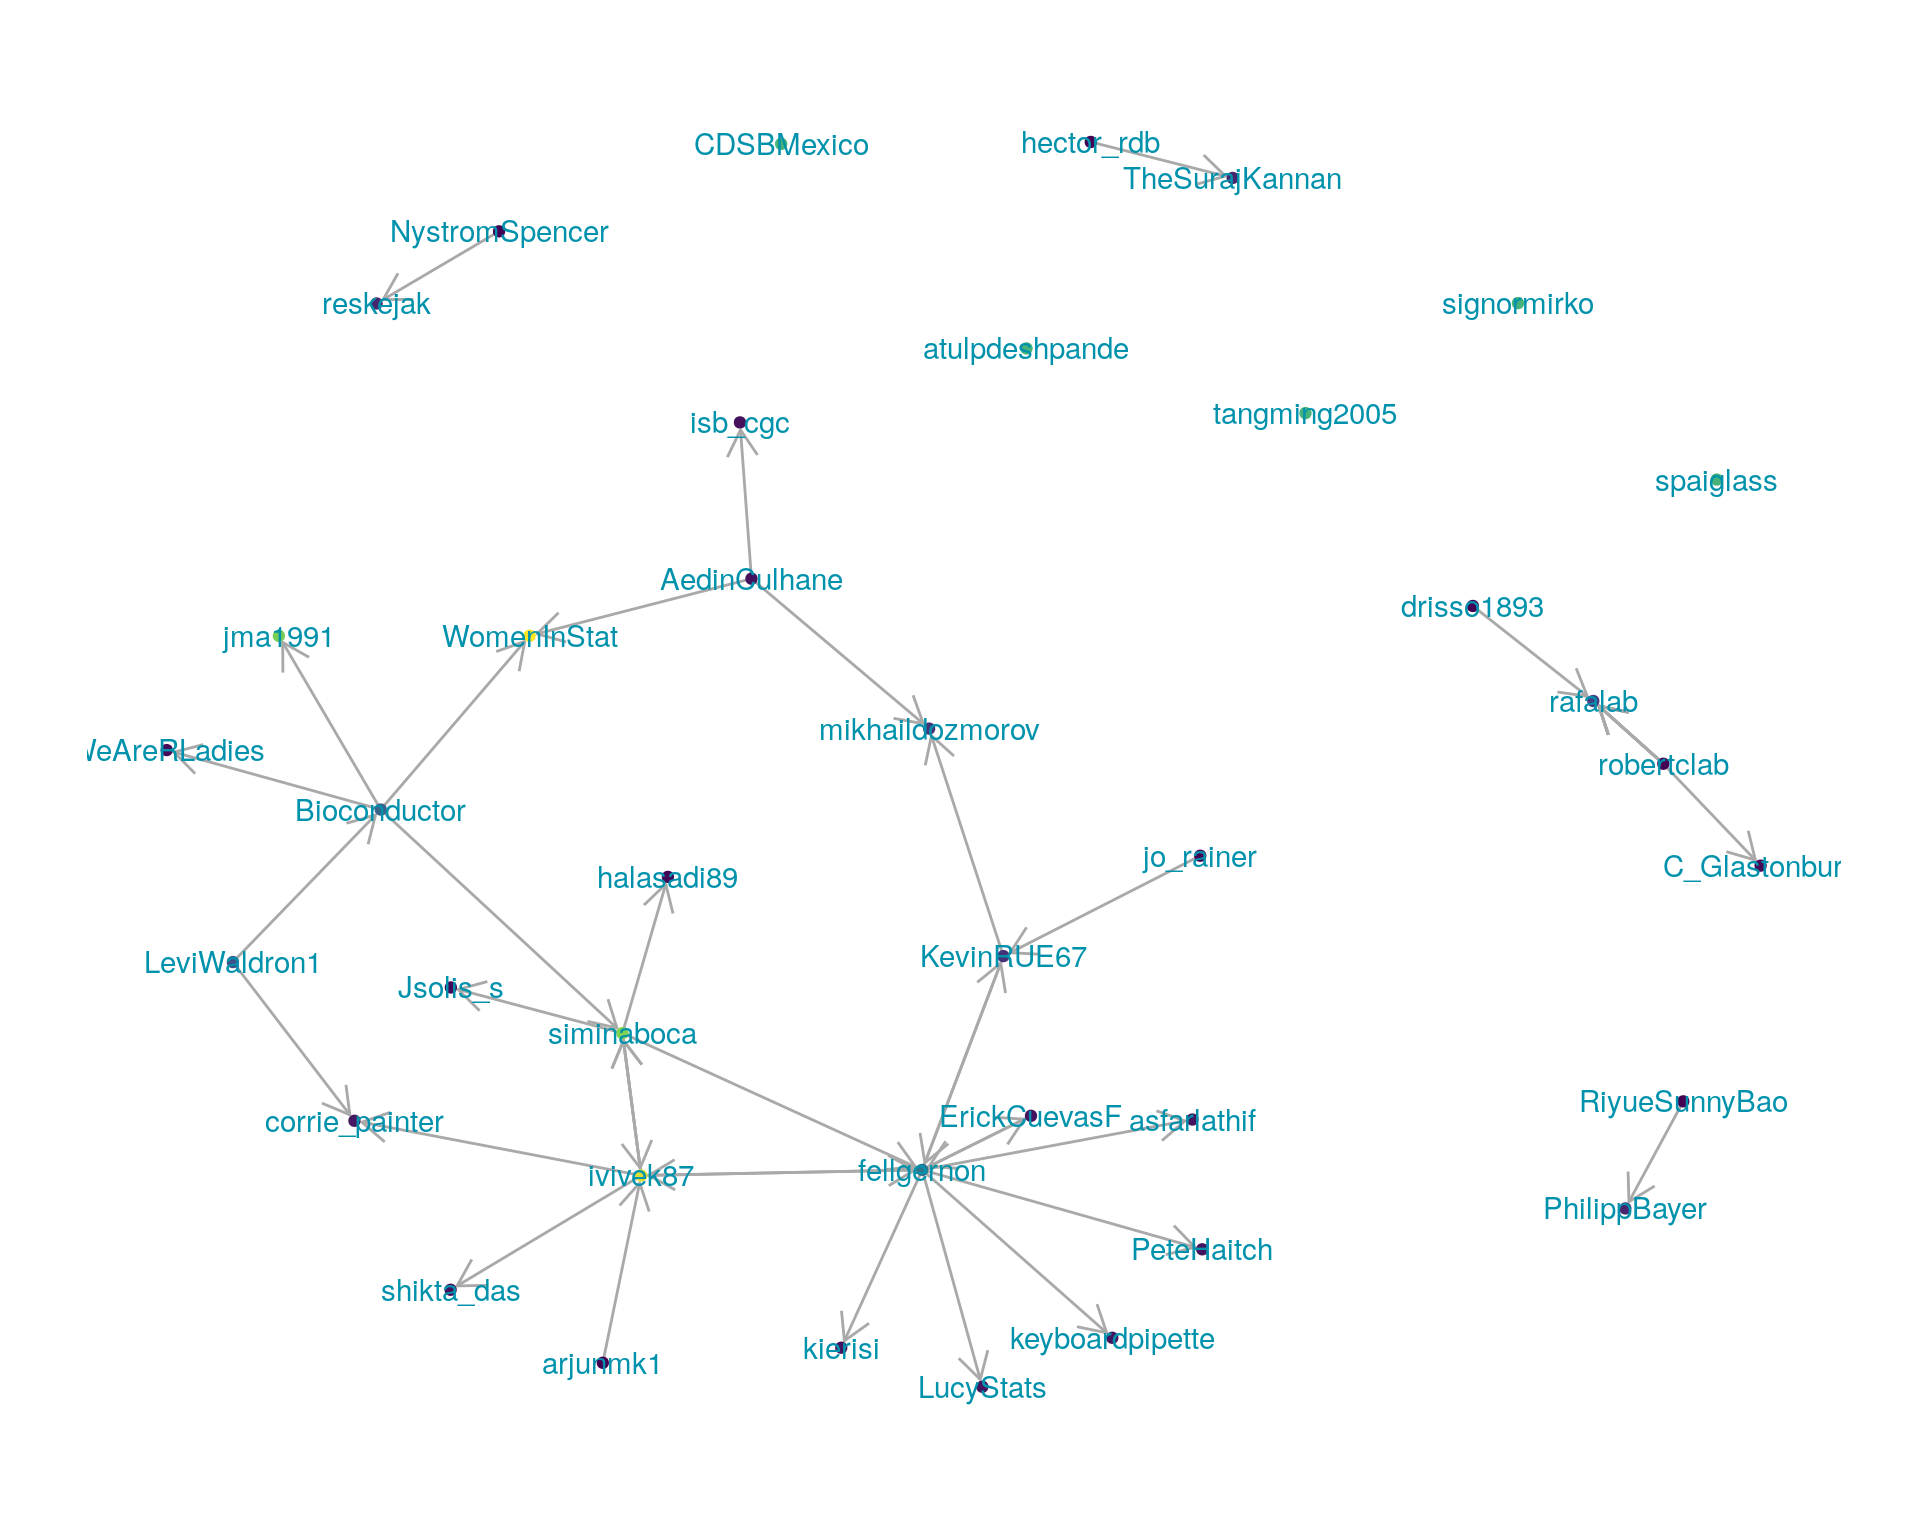 CDSBMexico
hector_rdb
TheSurajKannan
NystromSpencer
reskejak
signormirko
atulpdeshpande
tangming2005
isb_cgc
spaiglass
AedinCulhane
drisso1893
jma1991
WomenInStat
rafalab
mikhaildozmorov
VeArePLadies
robertclab
Bioconductor
jo_rainer
C_Glastonbur
halasadi89
KevinRUE67
LeviWaldron1
Jsolis_s
siminaboca
RiyueSunnyBao
ErickCuevasF
asfarlathif
corrie_painter
fellgernon
ivivek87
PhilippBayer
PeteHaitch
shikta_das
keyboardpipette
kierisi
arjunmk1
LucyStats